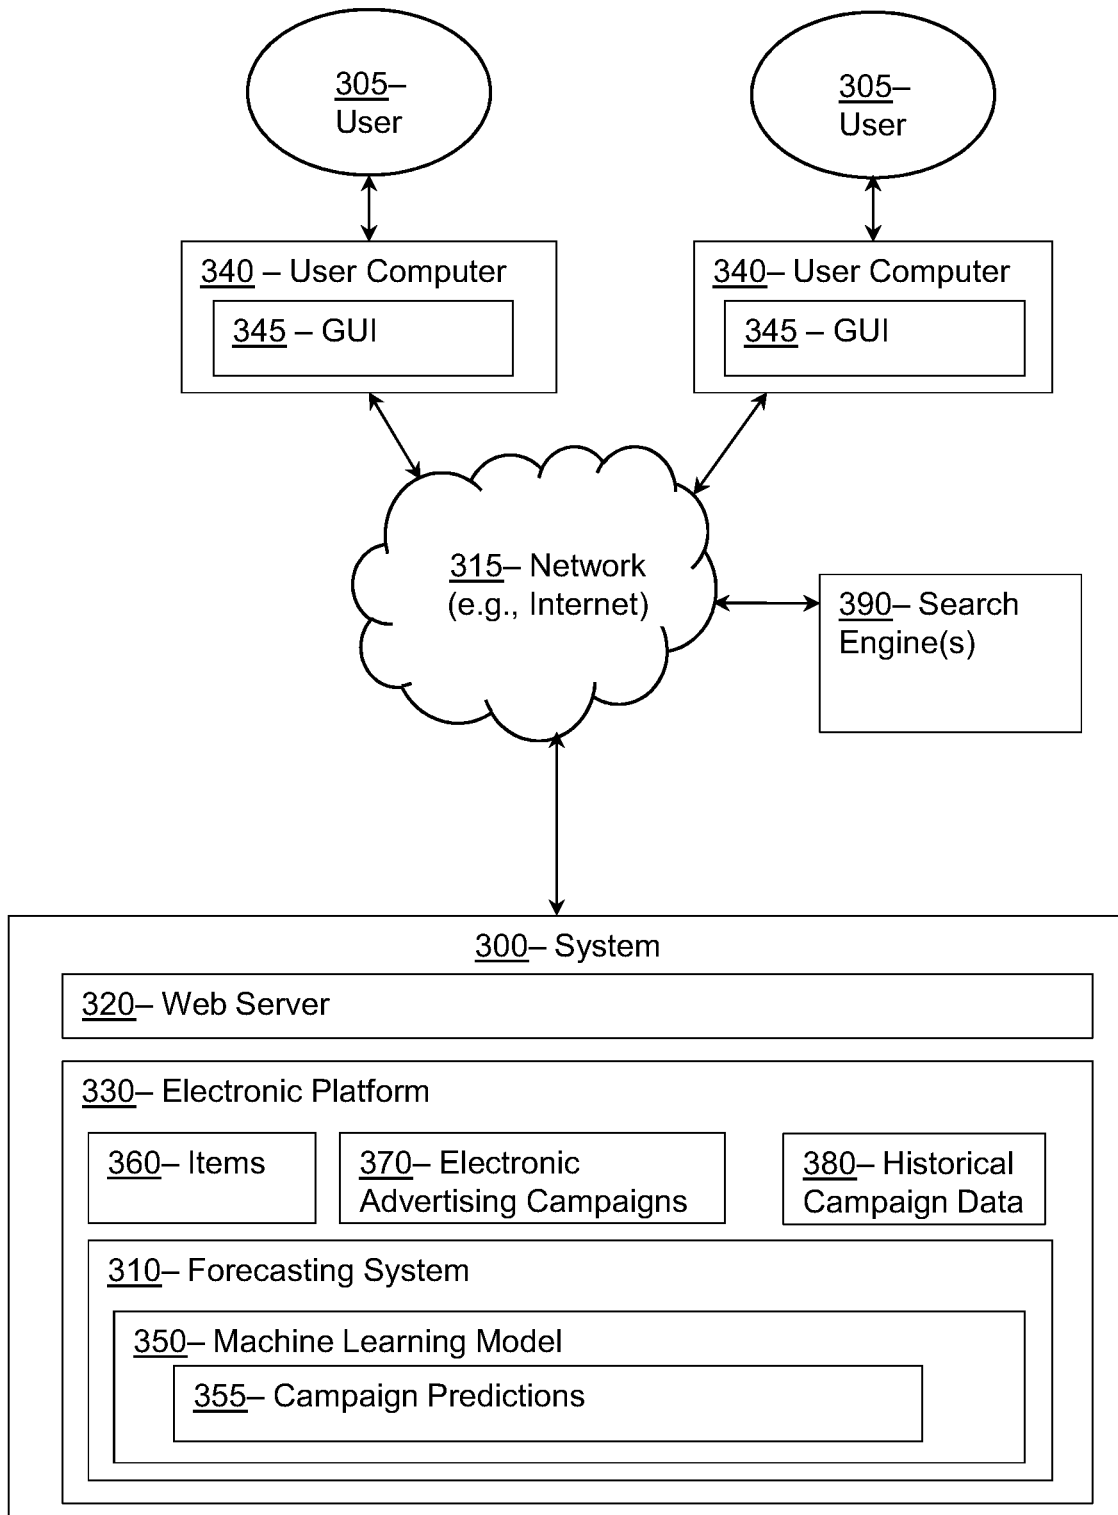 305– User
305– User
340 – User Computer
345 – GUI
340– User Computer
345 – GUI
315– Network
(e.g., Internet)
390– Search
Engine(s)
300– System
320– Web Server
330– Electronic Platform
360– Items
370– Electronic
Advertising Campaigns
380– Historical
Campaign Data
310– Forecasting System
350– Machine Learning Model
355– Campaign Predictions